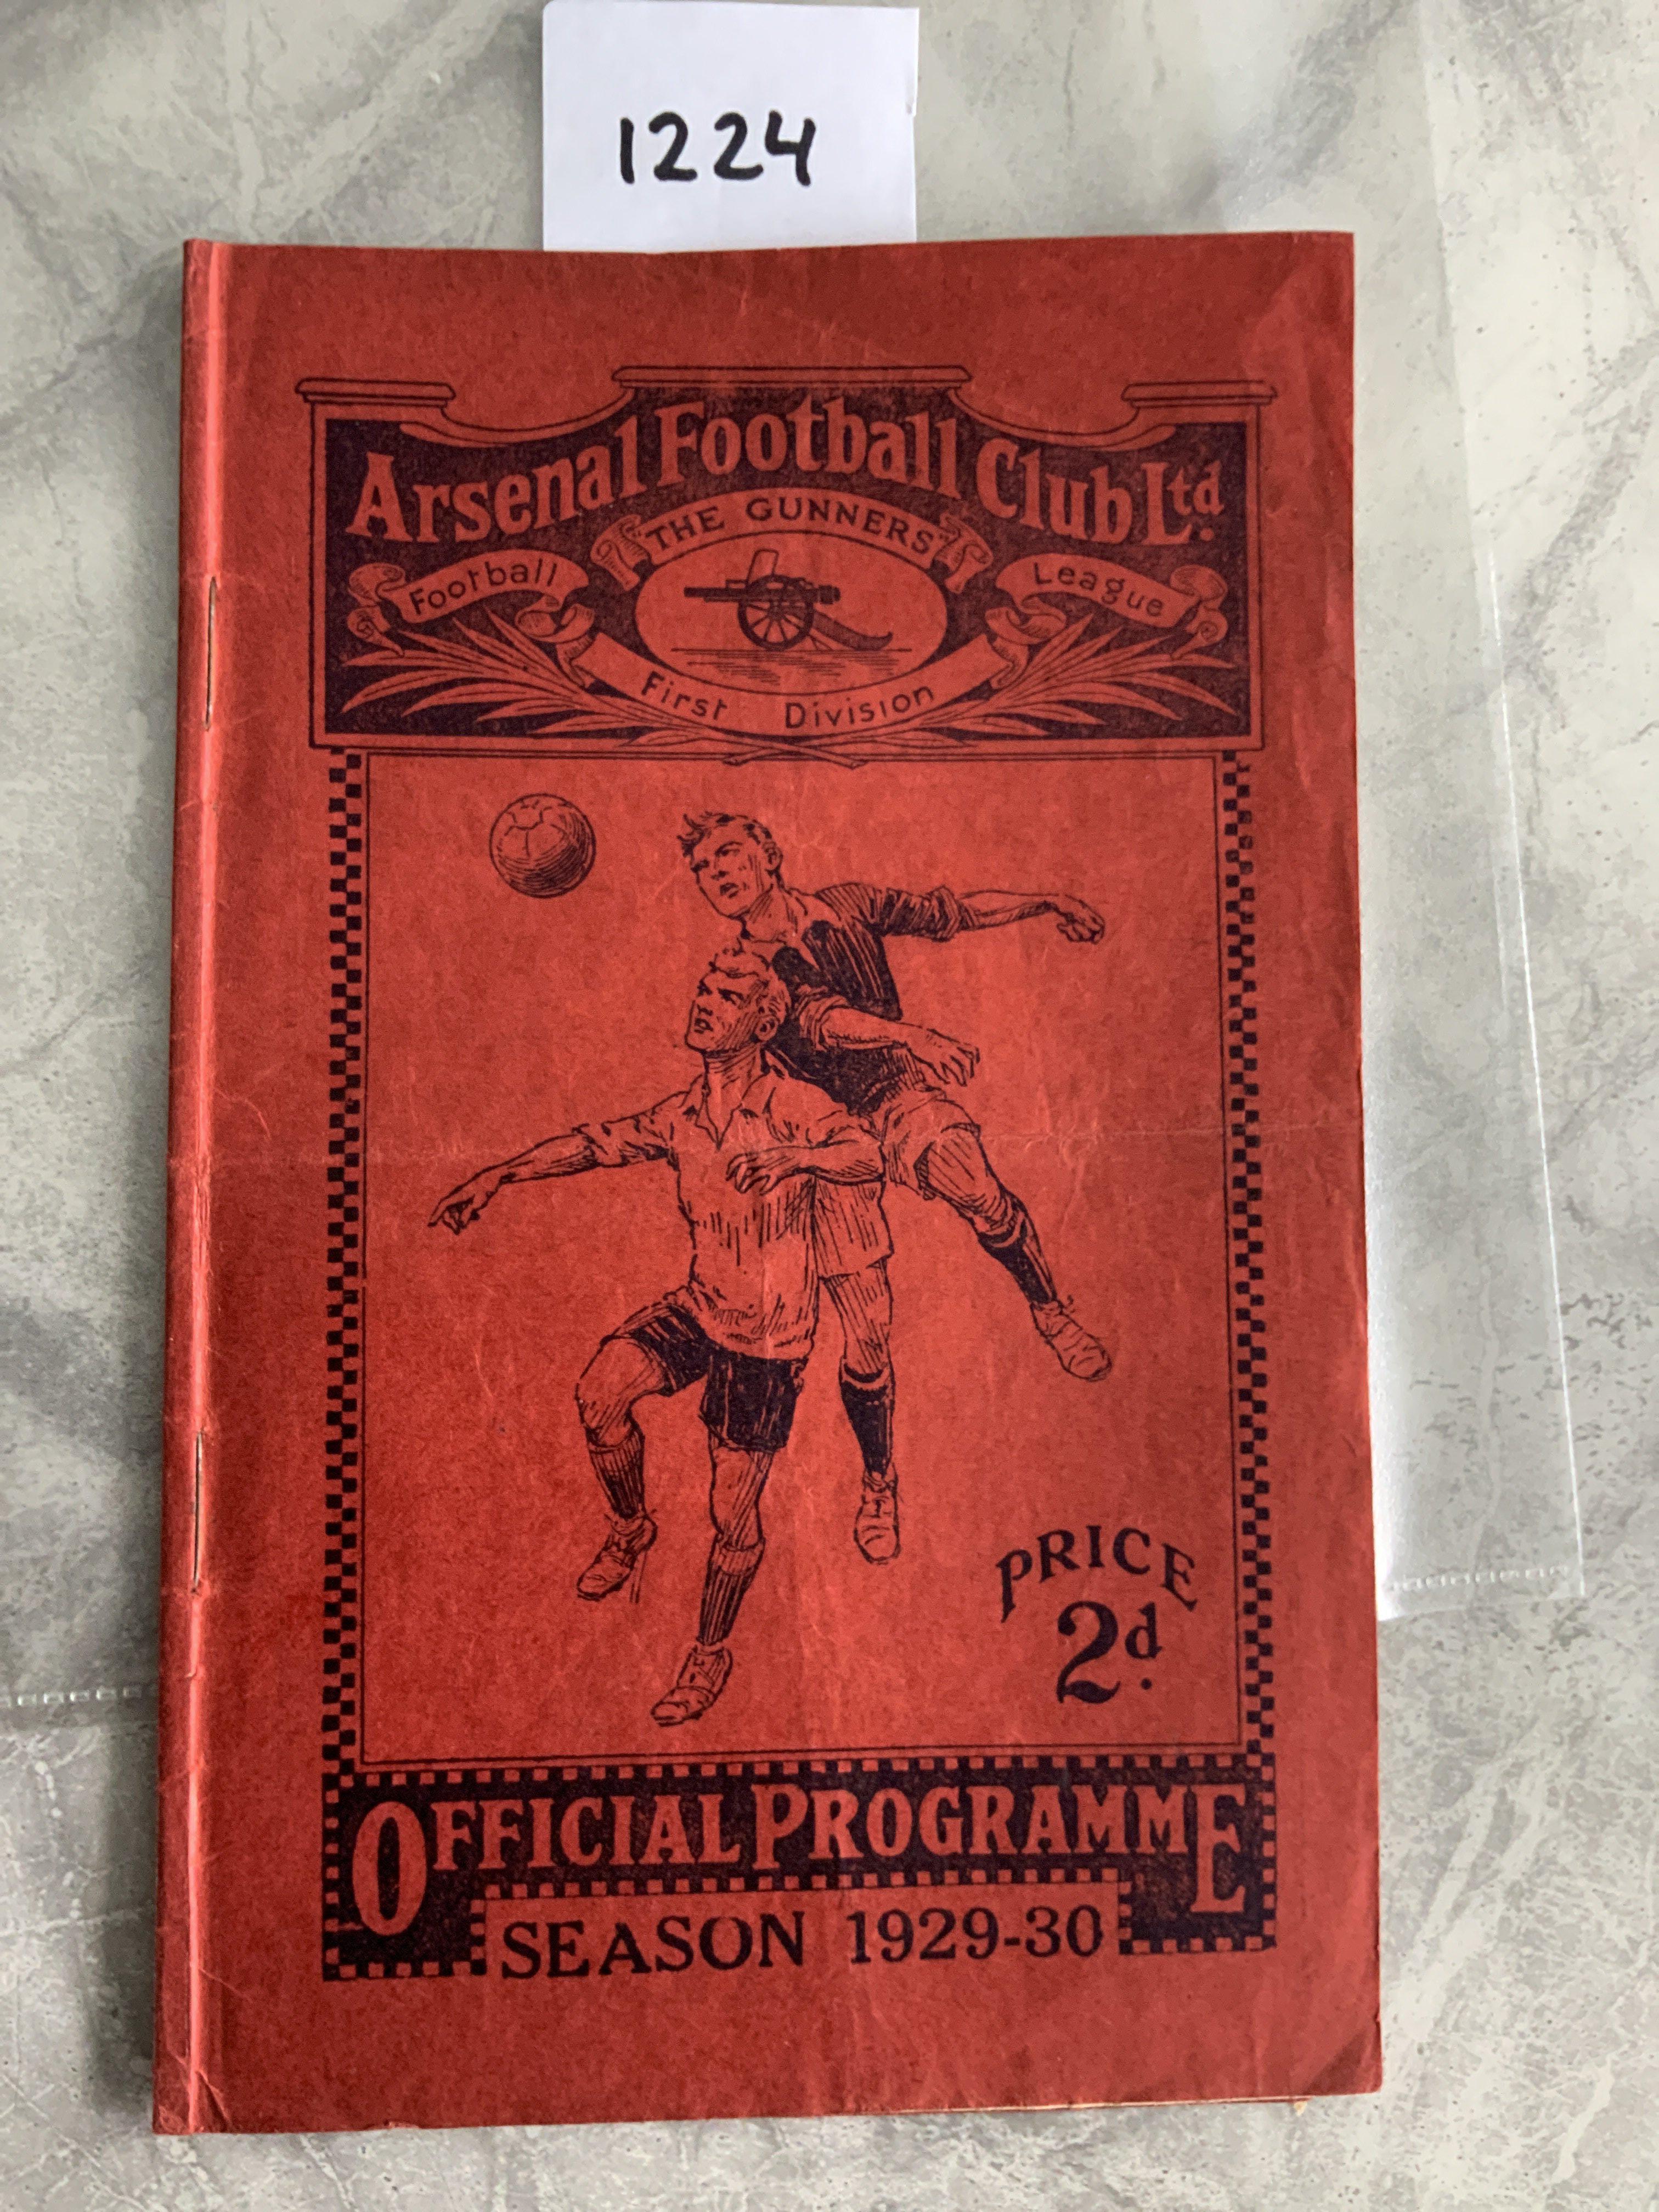 1224
Arsenal Football Club Ltd.
"THE GUNNERS"
Football League
First Division
PRICE
2d.
OFFICIAL PROGRAMME
SEASON 1929-30